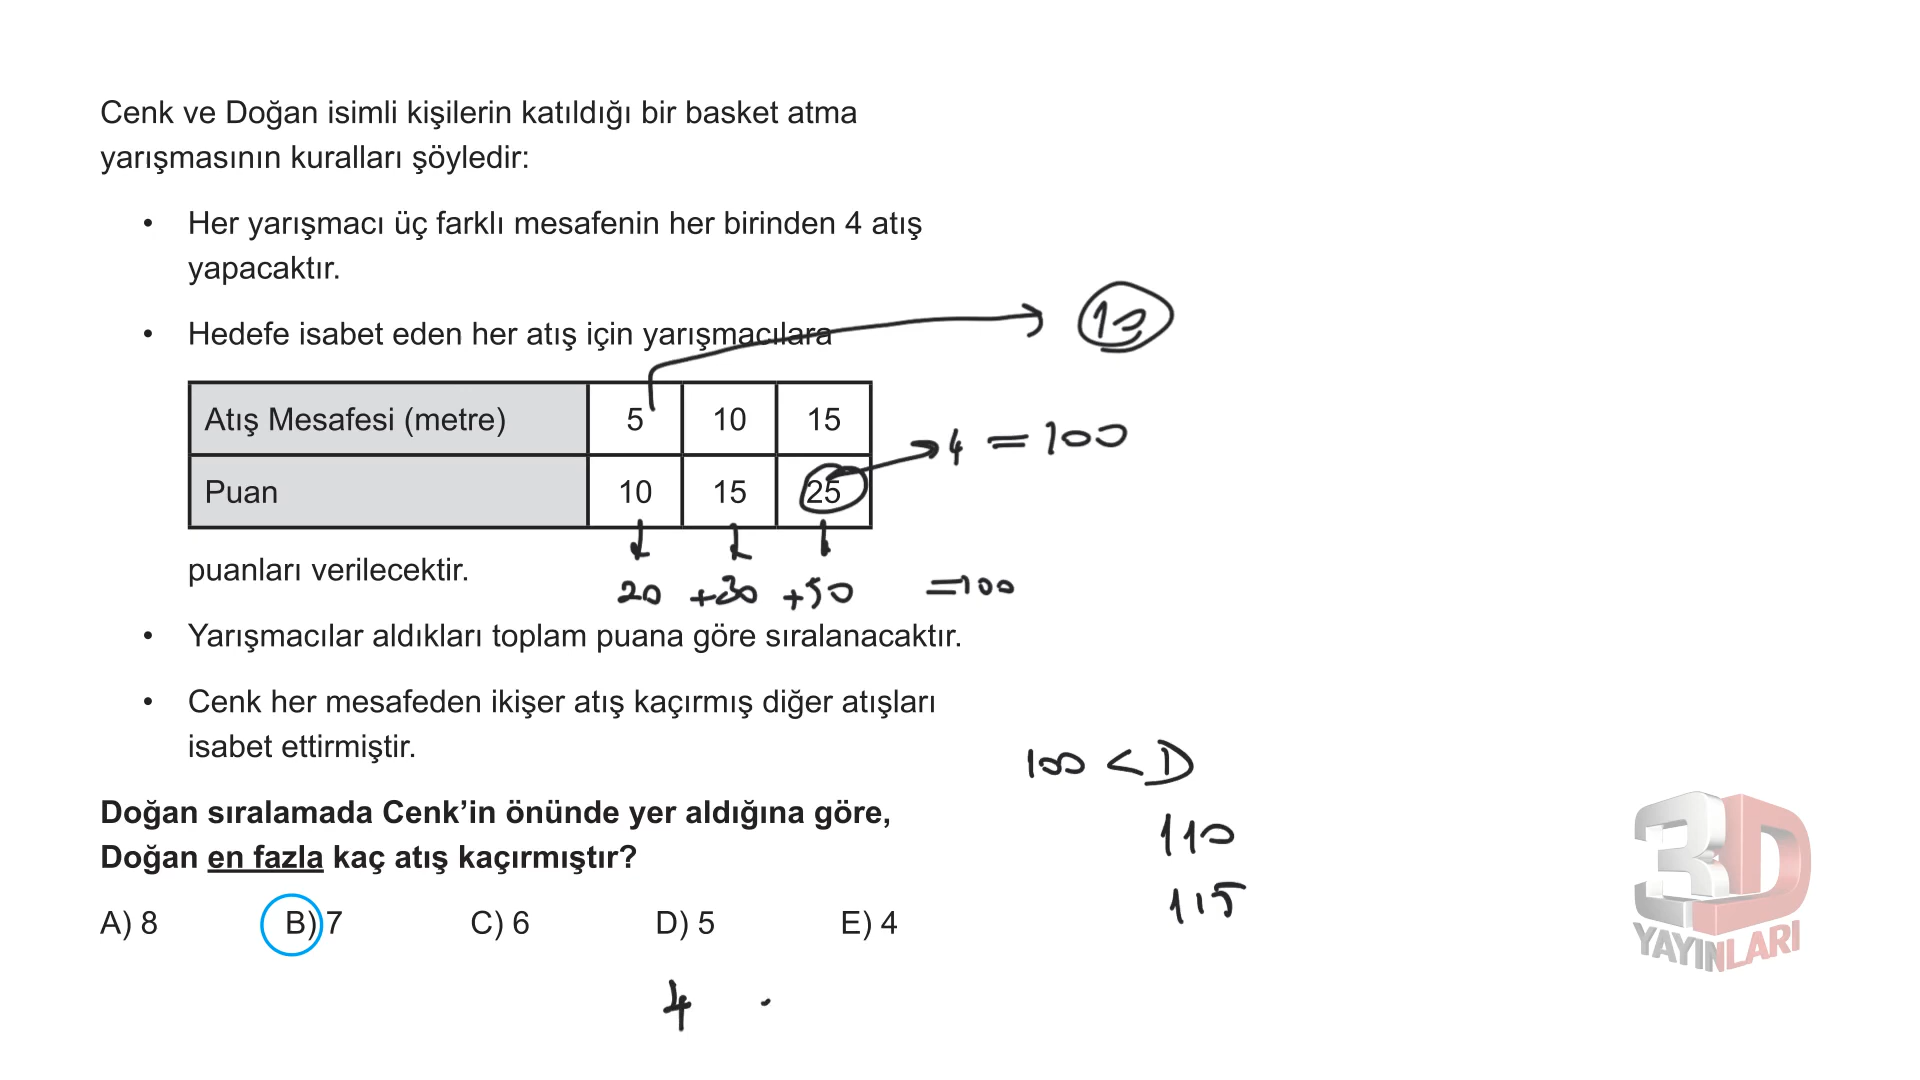 Cenk ve Doğan isimli kişilerin katıldığı bir basket atma
yarışmasının kuralları şöyledir:
• Her yarışmacı üç farklı mesafenin her birinden 4 atış
yapacaktır.
• Hedefe isabet eden her atış için yarışmacılara
10
Atış Mesafesi (metre) 5 10 15
4 = 100
Puan 10 15 25
puanları verilecektir.
20 +30 +50 =100
• Yarışmacılar aldıkları toplam puana göre sıralanacaktır.
• Cenk her mesafeden ikişer atış kaçırmış diğer atışları
isabet ettirmiştir.
100 < D
Doğan sıralamada Cenk’in önünde yer aldığına göre,
110
Doğan en fazla kaç atış kaçırmıştır?
115
A) 8 B) 7 C) 6 D) 5 E) 4
4 .
3D
YAYINLARI